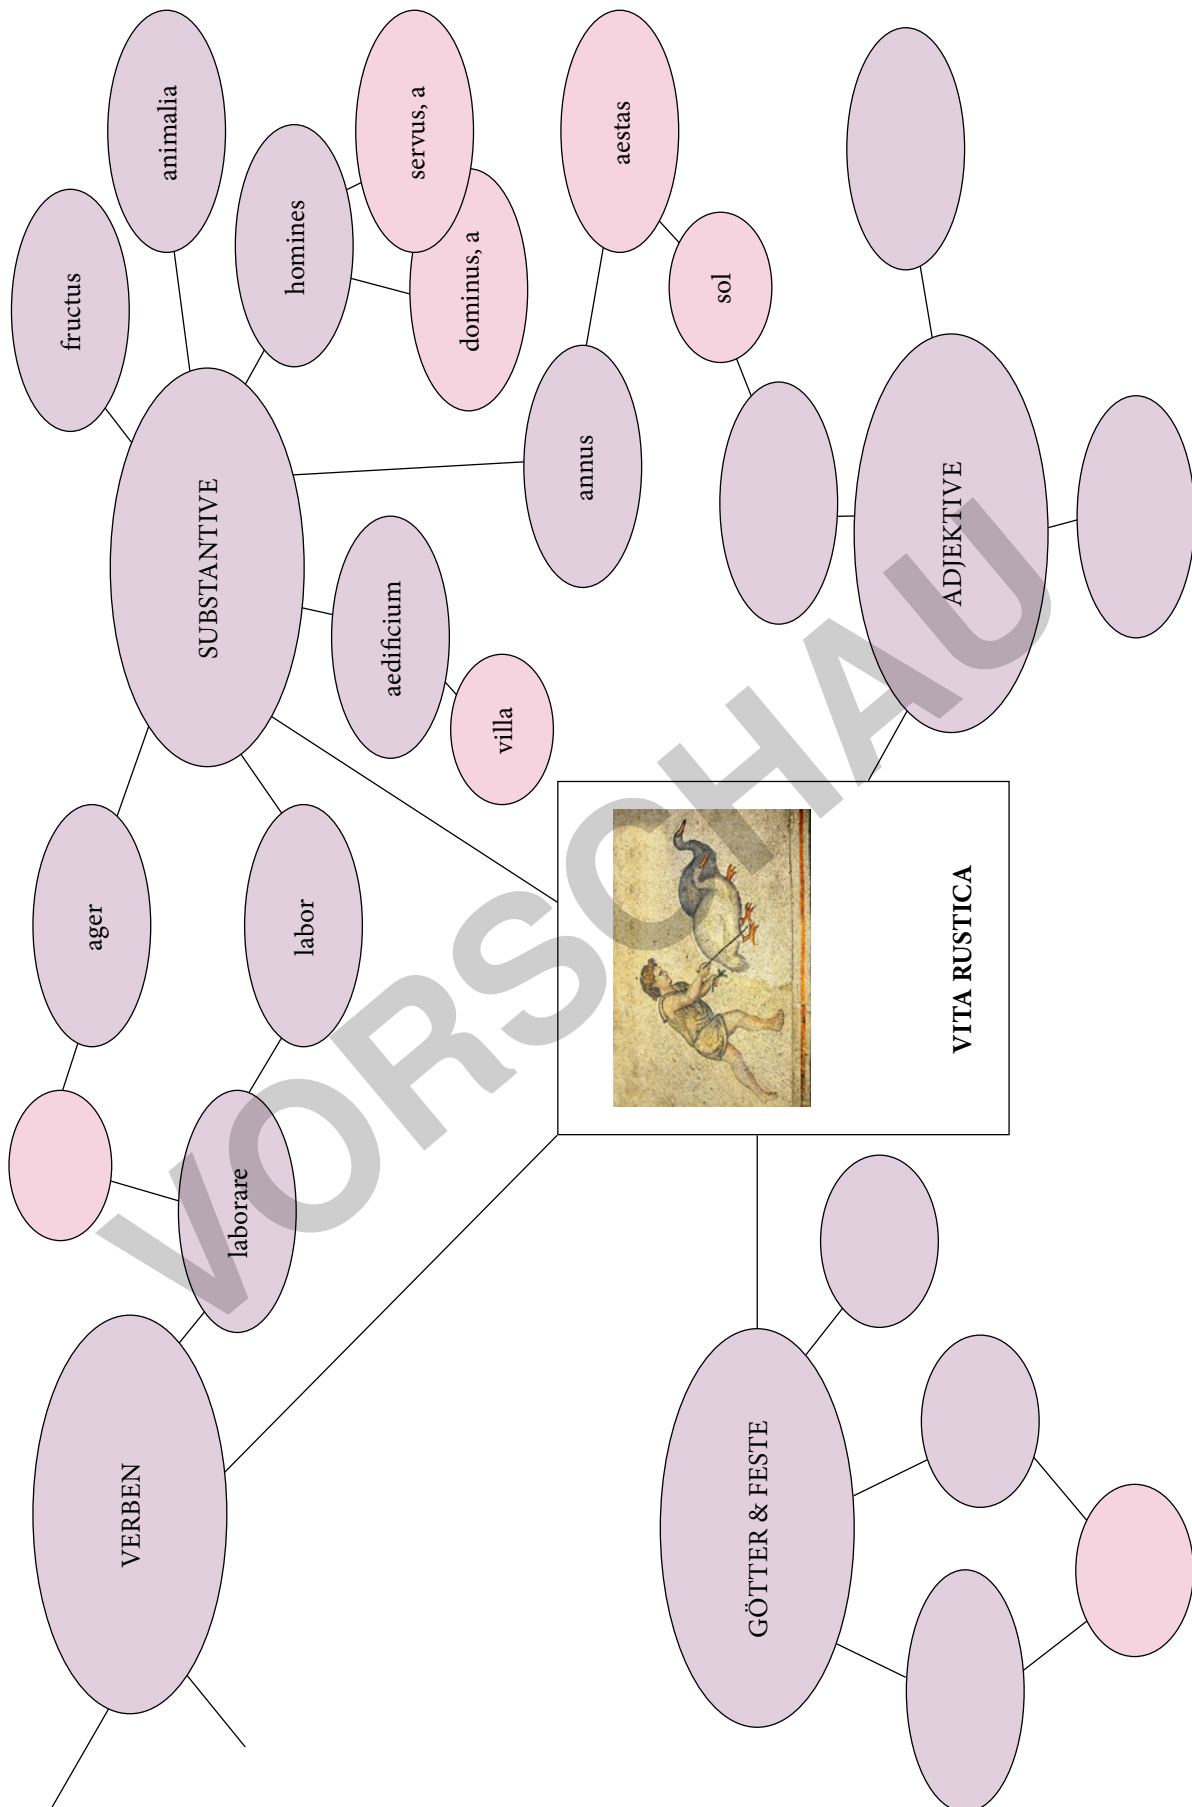 VERBEN
laborare
ager
labor
SUBSTANTIVE
fructus
animalia
homines
servus, a
dominus, a
aedificium
villa
annus
aestas
sol
VITA RUSTICA
GÖTTER & FESTE
ADJEKTIVE
VORSCHAU